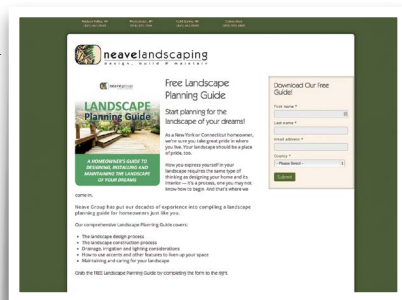 neavelandscaping
design, build & maintain
Free Landscape
Planning Guide
Start planning for the
landscape of your dreams!
As a New York or Connecticut homeowner,
we're sure you take great pride in where
you live. Your landscape should be a place
of pride, too.
How you express yourself in your
landscape requires the same type of
thinking as designing your home and its
interior — it's a process, one you may not
know how to begin. And that's where we
come in.
LANDSCAPE
Planning Guide
A HOMEOWNER'S GUIDE TO
DESIGNING, INSTALLING AND
MAINTAINING THE LANDSCAPE
OF YOUR DREAMS
Neave Group has put our decades of experience into compiling a landscape
planning guide for homeowners just like you.
Our comprehensive Landscape Planning Guide covers:
The landscape design process
The landscape construction process
Drainage, irrigation and lighting considerations
How to use accents and other features to liven up your space
Maintaining and caring for your landscape
Grab the FREE Landscape Planning Guide by completing the form to the right.
Download Our Free
Guide!
First name *
Last name *
Email address *
County *
- Please Select -
Submit